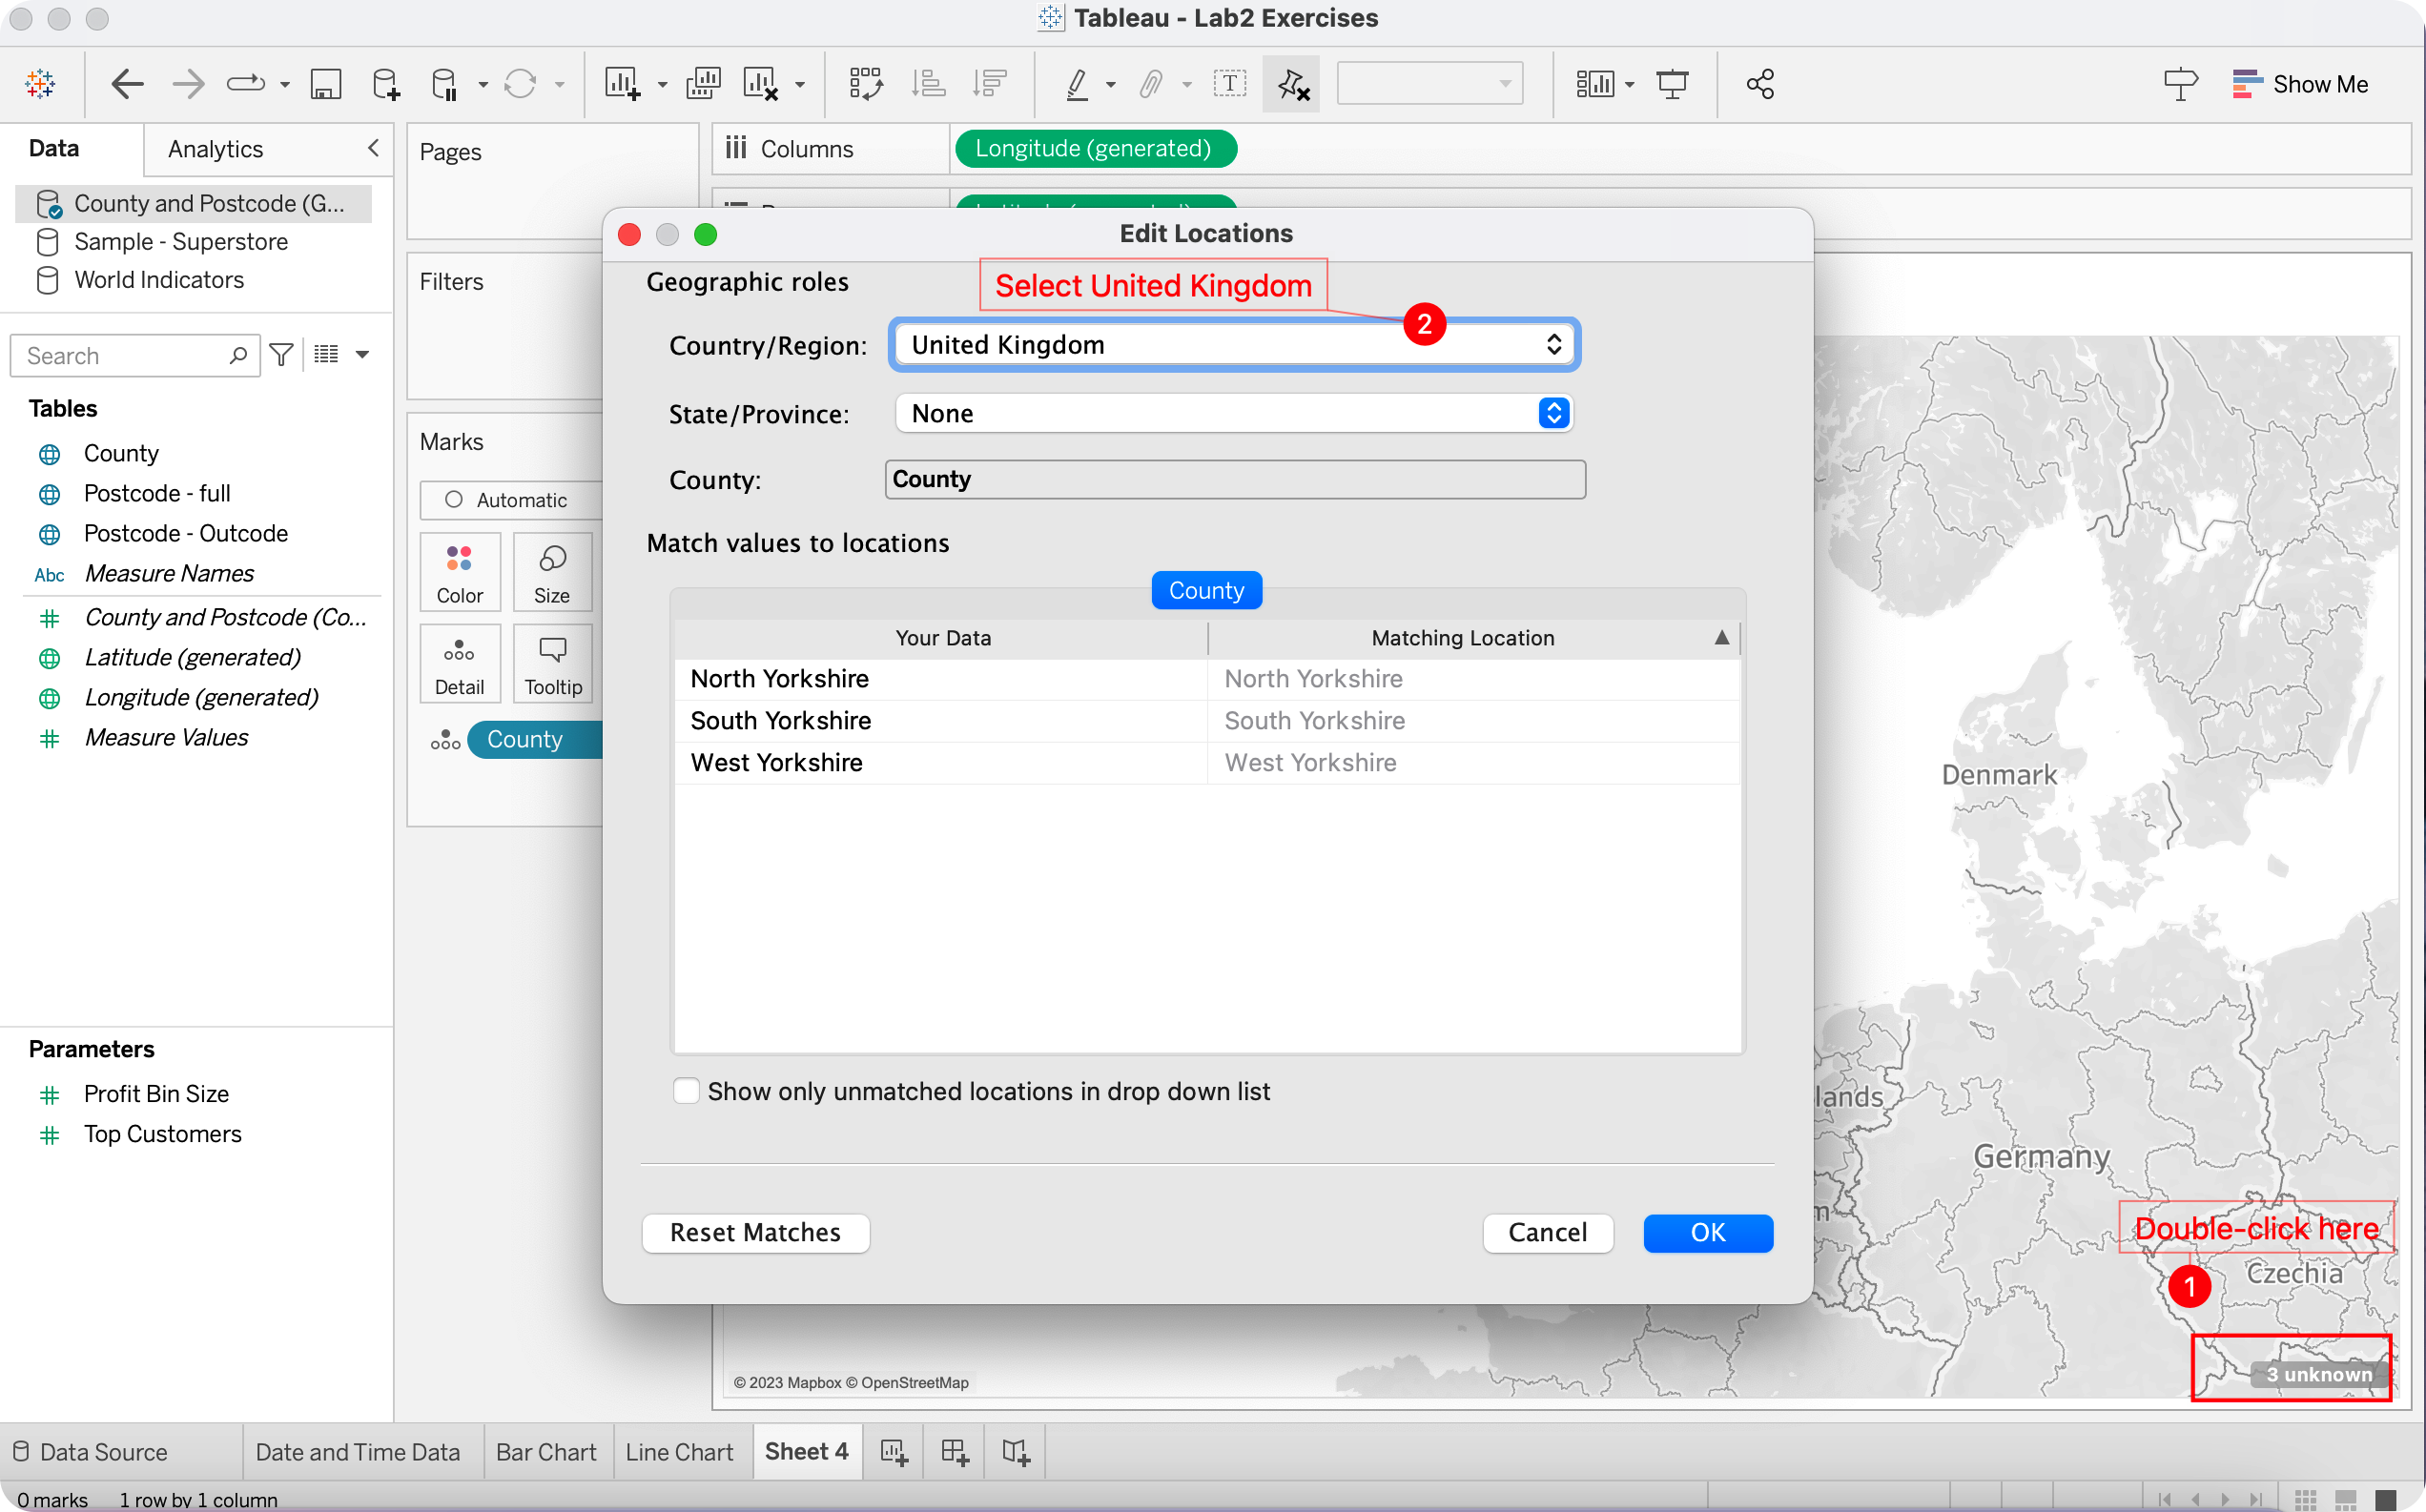 Tableau - Lab2 Exercises
Show Me
Data
Analytics
Pages
Columns
Longitude (generated)
County and Postcode (G...
Sample - Superstore
World Indicators
Filters
Edit Locations
Geographic roles
Select United Kingdom
2
Country/Region:
United Kingdom
State/Province:
None
County:
County
Search
Tables
County
Postcode - full
Postcode - Outcode
Abc Measure Names
County and Postcode (Co...
Latitude (generated)
Longitude (generated)
Measure Values
Marks
Automatic
Color
Size
Detail
Tooltip
County
Match values to locations
County
Your Data
Matching Location
North Yorkshire
North Yorkshire
South Yorkshire
South Yorkshire
West Yorkshire
West Yorkshire
Show only unmatched locations in drop down list
Reset Matches
Cancel
OK
Parameters
Profit Bin Size
Top Customers
Denmark
lands
Germany
Double-click here
Czechia
1
3 unknown
© 2023 Mapbox © OpenStreetMap
Data Source
Date and Time Data
Bar Chart
Line Chart
Sheet 4
0 marks
1 row by 1 column